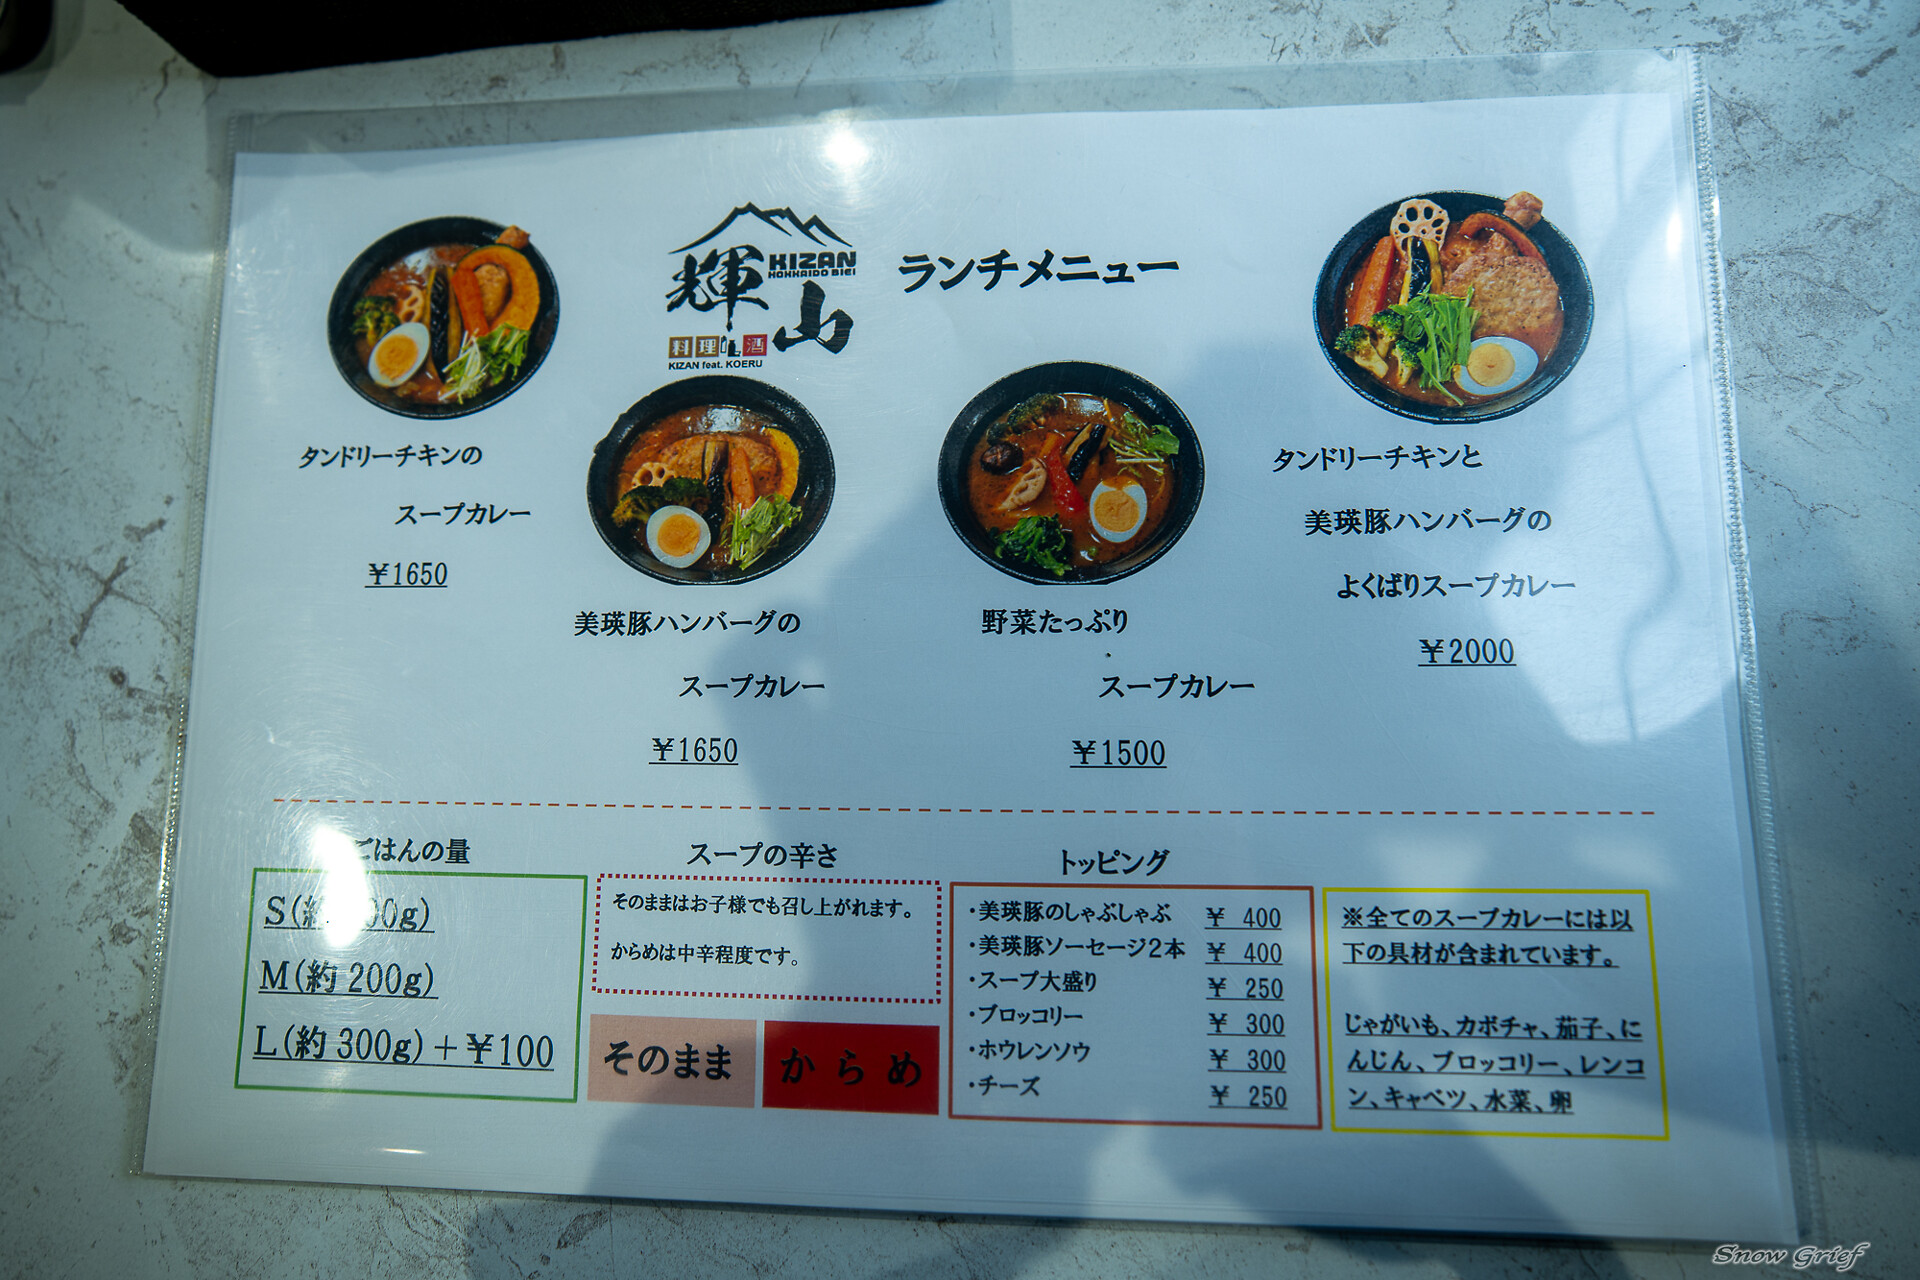 輝山
KIZAN
HOKKAIDO BIEI
料理 酒
KIZAN feat. KOERU
ランチメニュー
タンドリーチキンの
スープカレー
￥1650
美瑛豚ハンバーグの
スープカレー
￥1650
野菜たっぷり
スープカレー
￥1500
タンドリーチキンと
美瑛豚ハンバーグの
よくばりスープカレー
￥2000
ごはんの量
S(約 00g)
M(約 200g)
L(約 300g)＋￥100
スープの辛さ
そのままはお子様でも召し上がれます。
からめは中辛程度です。
そのまま
からめ
トッピング
・美瑛豚のしゃぶしゃぶ ￥ 400
・美瑛豚ソーセージ2本 ￥ 400
・スープ大盛り ￥ 250
・ブロッコリー ￥ 300
・ホウレンソウ ￥ 300
・チーズ ￥ 250
※全てのスープカレーには以
下の具材が含まれています。
じゃがいも、カボチャ、茄子、に
んじん、ブロッコリー、レンコ
ン、キャベツ、水菜、卵
Snow Grief